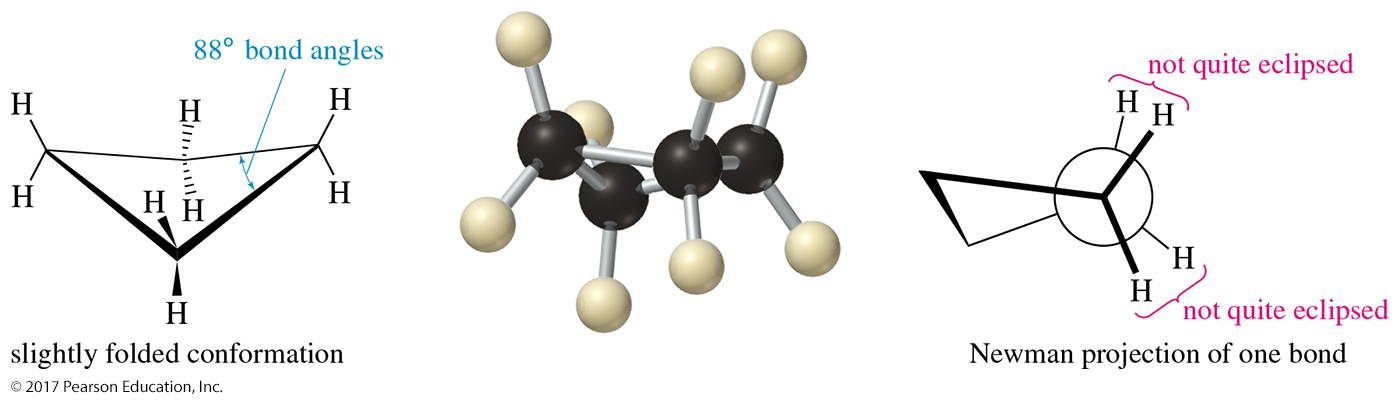 88° bond angles
H
H
H
H
H
H
H
H
slightly folded conformation
© 2017 Pearson Education, Inc.
not quite eclipsed
H
H
H
H
not quite eclipsed
Newman projection of one bond